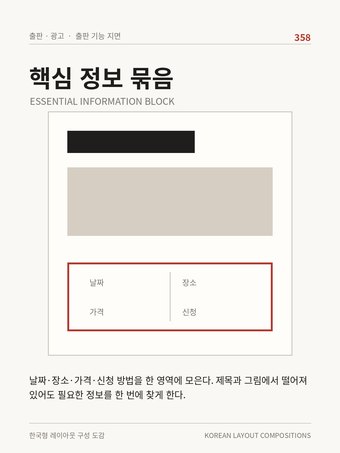 출판 · 광고 · 출판 기능 지면
358
핵심 정보 묶음
ESSENTIAL INFORMATION BLOCK
날짜
장소
가격
신청
날짜·장소·가격·신청 방법을 한 영역에 모은다. 제목과 그림에서 떨어져
있어도 필요한 정보를 한 번에 찾게 한다.
한국형 레이아웃 구성 도감
KOREAN LAYOUT COMPOSITIONS